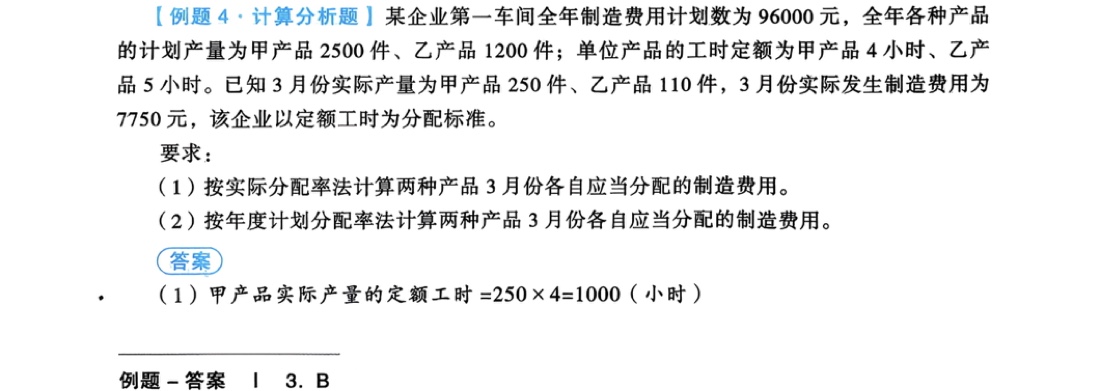 【例题 4 · 计算分析题】某企业第一车间全年制造费用计划数为 96000 元，全年各种产品
的计划产量为甲产品 2500 件、乙产品 1200 件；单位产品的工时定额为甲产品 4 小时、乙产
品 5 小时。已知 3 月份实际产量为甲产品 250 件、乙产品 110 件，3 月份实际发生制造费用为
7750 元，该企业以定额工时为分配标准。
要求：
（1）按实际分配率法计算两种产品 3 月份各自应当分配的制造费用。
（2）按年度计划分配率法计算两种产品 3 月份各自应当分配的制造费用。
答案
（1）甲产品实际产量的定额工时 =250×4=1000（小时）
例题 – 答案 | 3. B